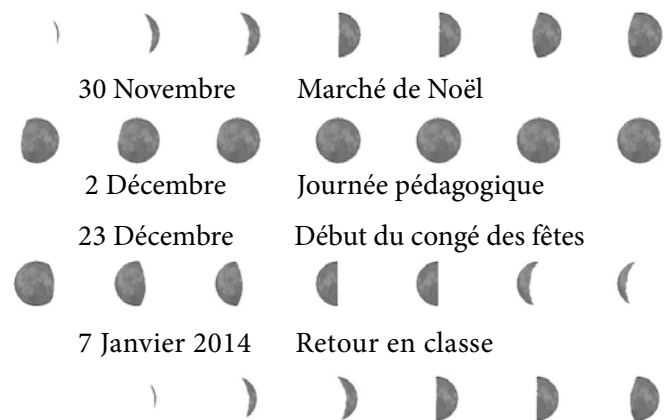 30 Novembre Marché de Noël
2 Décembre Journée pédagogique
23 Décembre Début du congé des fêtes
7 Janvier 2014 Retour en classe